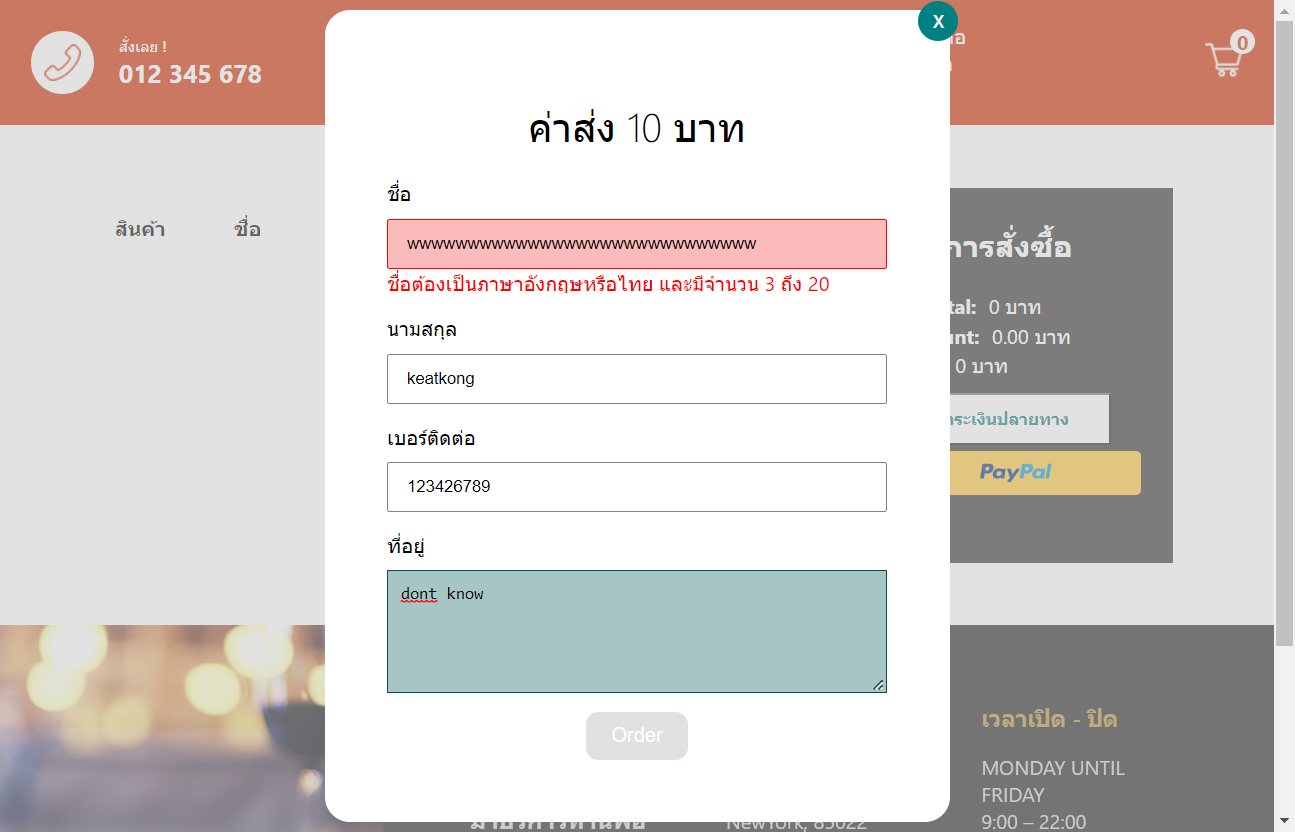 สั่งเลย !
012 345 678
X
0
ค่าส่ง 10 บาท
ชื่อ
wwwwwwwwwwwwwwwwwwwwwwwwwwwww
ชื่อต้องเป็นภาษาอังกฤษหรือไทย และมีจำนวน 3 ถึง 20
นามสกุล
keatkong
เบอร์ติดต่อ
123426789
ที่อยู่
dont know
Order
สินค้า ชื่อ
การสั่งซื้อ
0 บาท
0.00 บาท
0 บาท
ระเงินปลายทาง
PayPal
เวลาเปิด - ปิด
MONDAY UNTIL
FRIDAY
9:00 – 22:00
NewYork, 85022